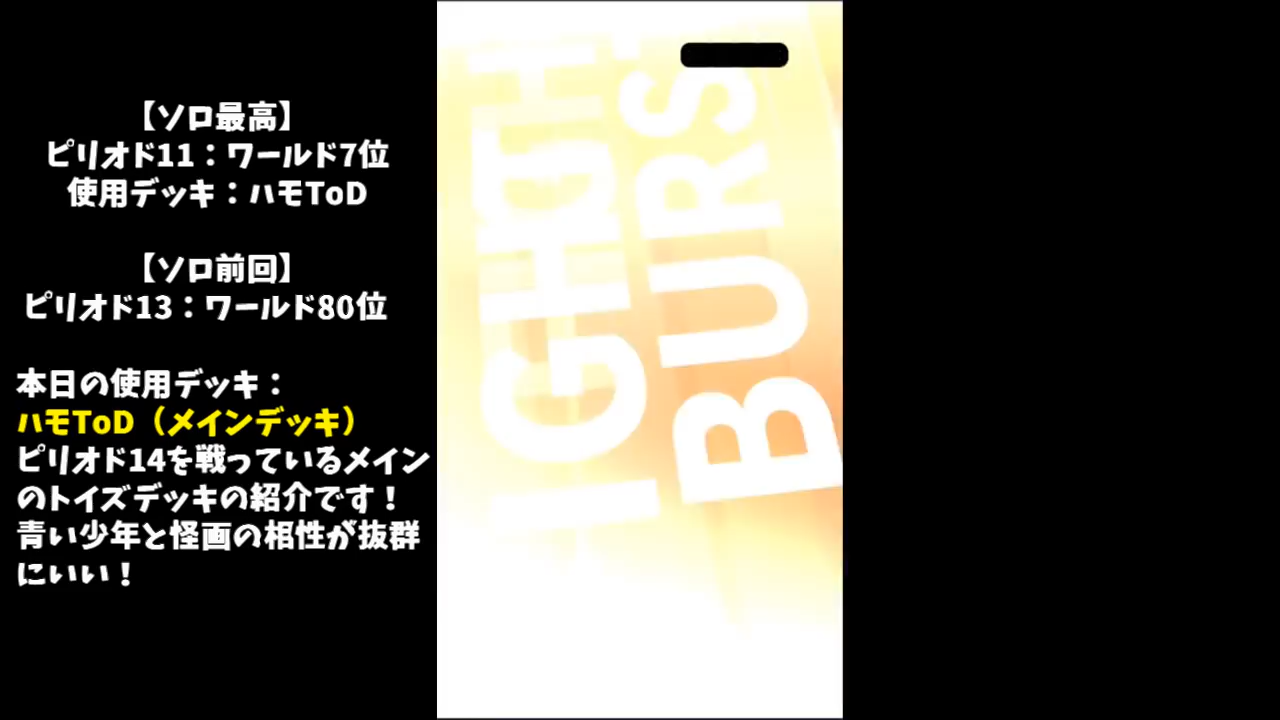 【ソロ最高】
ピリオド11：ワールド7位
使用デッキ：ハモToD
【ソロ前回】
ピリオド13：ワールド80位
本日の使用デッキ：
ハモToD（メインデッキ）
ピリオド14を戦っているメイン
のトイズデッキの紹介です！
青い少年と怪画の相性が抜群
にいい！